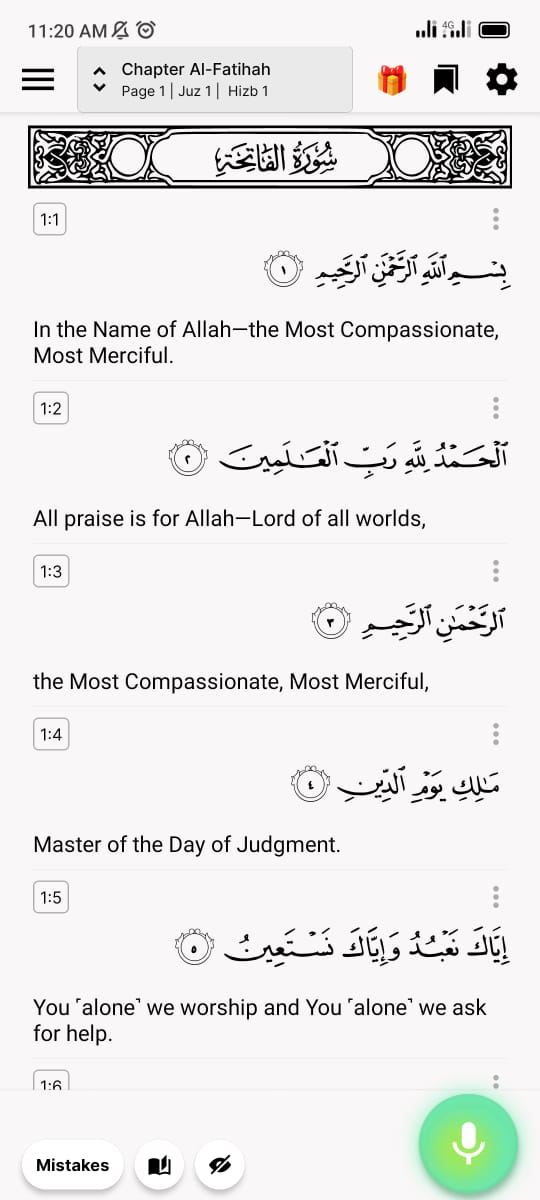 11:20 AM
4G
Chapter Al-Fatihah
Page 1 | Juz 1 | Hizb 1
سُورَةُ الفَاتِحَةِ
1:1
بِسْمِ ٱللَّهِ ٱلرَّحْمَٰنِ ٱلرَّحِيمِ ١
In the Name of Allah—the Most Compassionate,
Most Merciful.
1:2
ٱلْحَمْدُ لِلَّهِ رَبِّ ٱلْعَٰلَمِينَ ٢
All praise is for Allah—Lord of all worlds,
1:3
ٱلرَّحْمَٰنِ ٱلرَّحِيمِ ٣
the Most Compassionate, Most Merciful,
1:4
مَٰلِكِ يَوْمِ ٱلدِّينِ ٤
Master of the Day of Judgment.
1:5
إِيَّاكَ نَعْبُدُ وَإِيَّاكَ نَسْتَعِينُ ٥
You ˹alone˺ we worship and You ˹alone˺ we ask
for help.
1:6
Mistakes